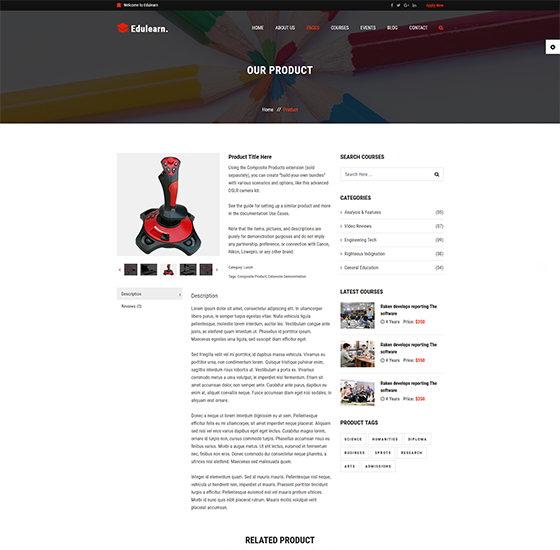 Welcome to Edulearn
Apply Now
Edulearn.
HOME
ABOUT US
PAGES
COURSES
EVENTS
BLOG
CONTACT
OUR PRODUCT
Home // Product
Product Title Here
Using the Composite Products extension (sold
separately), you can create "build your own bundles"
with various scenarios and options, like this advanced
DSLR camera kit.
See the guide for setting up a similar product and more
in the documentation Use Cases.
Note that the items, pictures, and descriptions are
purely for demonstration purposes and do not imply
any partnership, preference, or connection with Canon,
Nikon, Lowepro, or any other brand.
Category: Lumili
Tags: Composite Product, Extension Demonstration
Description
Reviews (0)
Description
Lorem ipsum dolor sit amet, consectetur adipiscing elit. In ullamcorper
libero purus, in semper turpis egestas vitae. Nulla vehicula ligula
pellentesque, molestie lorem interdum, auctor leo. Vestibulum congue ante
justo, ac eleifend quam interdum ut. Phasellus id porttitor ipsum.
Maecenas egestas urna ligula, sed suscipit diam efficitur eget.
Sed fringilla velit vel mi porttitor, id dapibus massa vehicula. Vivamus eu
porttitor urna, non condimentum lorem. Quisque tristique pulvinar enim,
sagittis interdum risus lobortis ut. Vestibulum a porta ex. Vivamus
commodo metus a urna volutpat, in imperdiet nisl fermentum. Etiam sit
amet accumsan dolor, non semper ante. Curabitur ante purus, dapibus eu
enim at, aliquet convallis neque. Fusce accumsan diam eget nisl sodales, in
aliquam erat ornare.
Donec a neque ut lorem interdum dignissim eu ut sem. Pellentesque
efficitur felis eu mi ullamcorper, sit amet imperdiet neque placerat. Aliquam
sed nisl vel eros varius dapibus eget eget lectus. Curabitur magna lorem,
ornare id turpis non, cursus commodo turpis. Phasellus accumsan risus eu
finibus varius. Morbi a augue metus. Ut elit lectus, euismod et fermentum
nec, finibus non eros. Donec commodo dui consectetur neque pharetra, a
ultrices nisl eleifend. Maecenas sed malesuada quam.
Integer id elementum quam. Sed id mauris mauris. Pellentesque nisl neque,
vehicula ut hendrerit non, imperdiet ut mauris. Praesent porttitor tincidunt
turpis a efficitur. Pellentesque euismod nisl vel mauris pretium ultrices.
Morbi id nunc quis elit placerat rutrum. Mauris mollis volutpat velit
placerat accumsan.
SEARCH COURSES
Search Here ...
CATEGORIES
Analysis & Features (05)
Video Reviews (07)
Engineering Tech (09)
Righteous Indignation (08)
General Education (04)
LATEST COURSES
Raken develops reporting The
software
4 Years Price: $350
Raken develops reporting The
software
4 Years Price: $350
Raken develops reporting The
software
4 Years Price: $350
PRODUCT TAGS
SCIENCE
HUMANITIES
DIPLOMA
BUSINESS
SPROTS
RESEARCH
ARTS
ADMISSIONS
RELATED PRODUCT